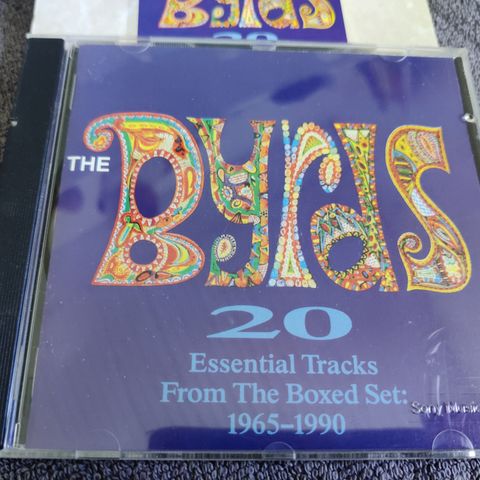 BYRDS
20
THE
BYRDS
20
Essential Tracks
From The Boxed Set:
1965–1990
Sony Music